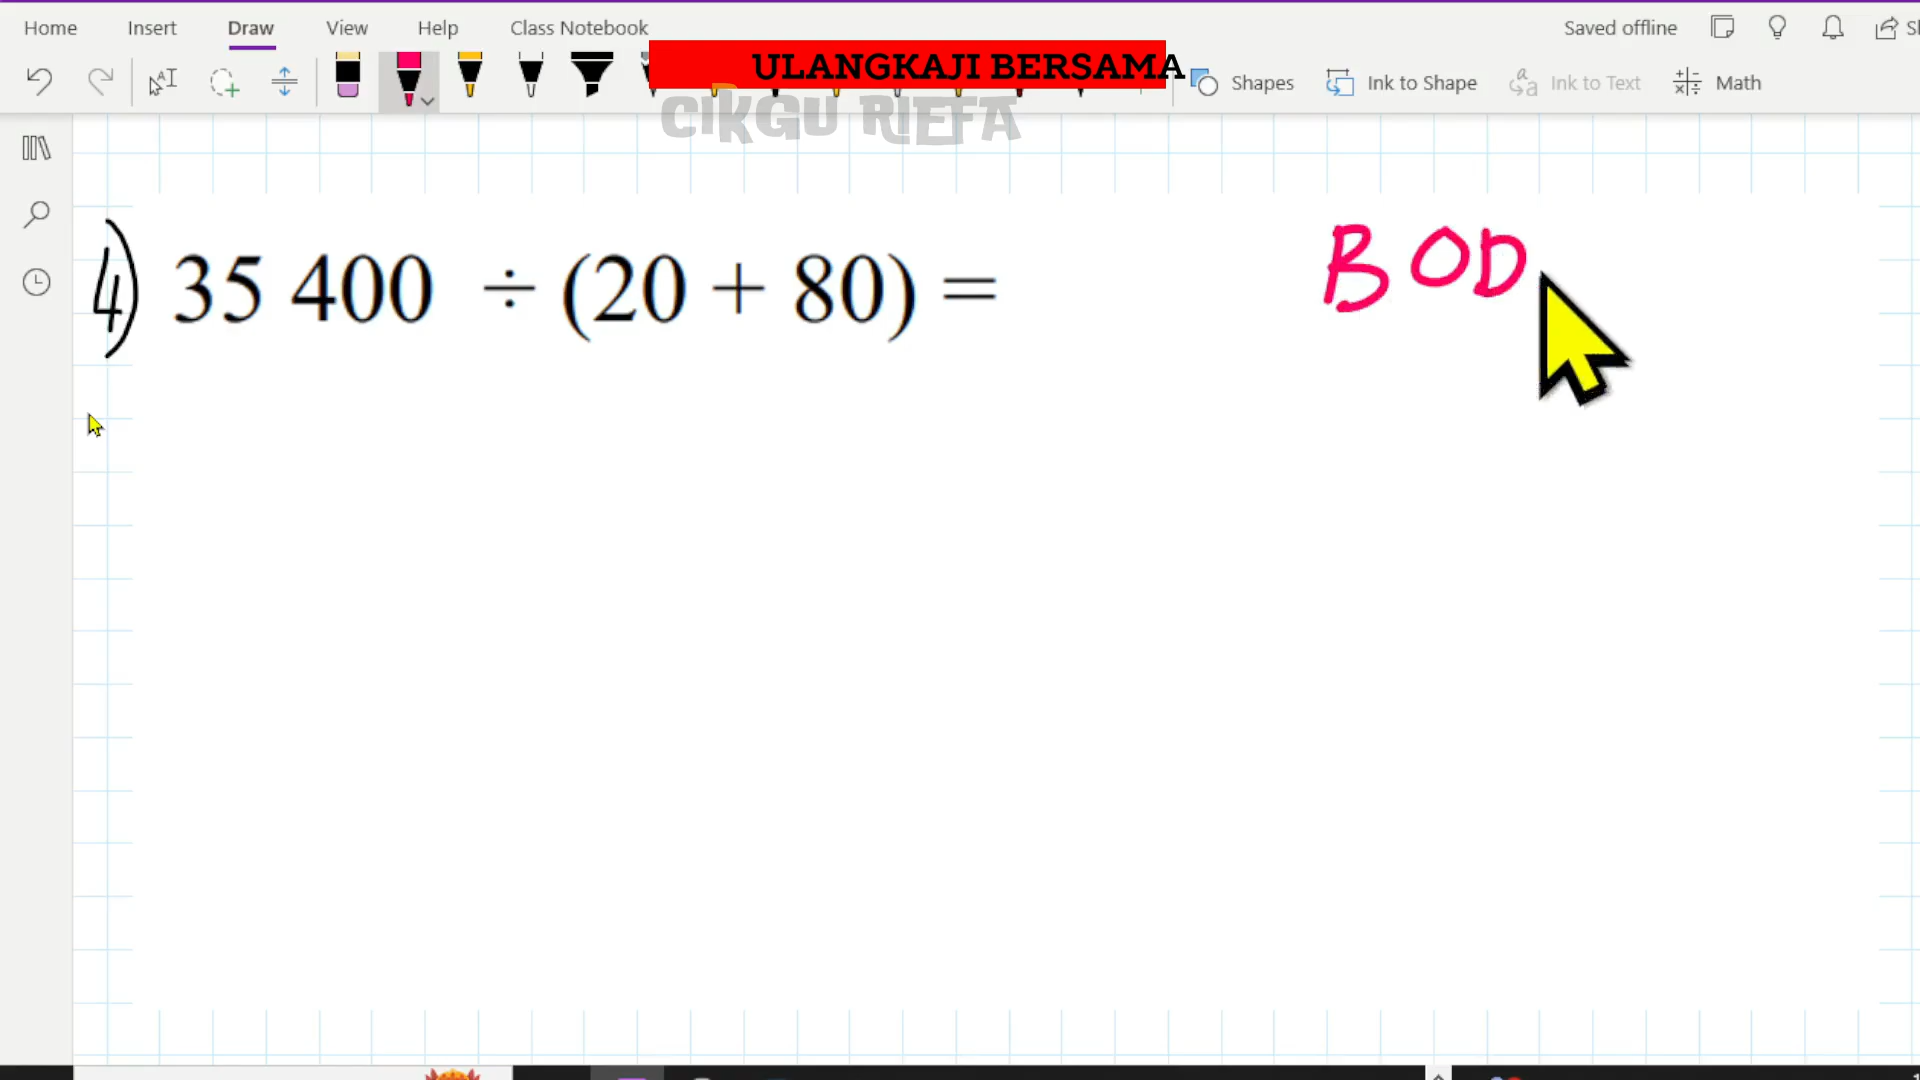 Home Insert Draw View Help Class Notebook Saved offline
ULANGKAJI BERSAMA
Shapes Ink to Shape Ink to Text Math
CIKGU RIEFA
4) 35 400 ÷ (20 + 80) =
BOD